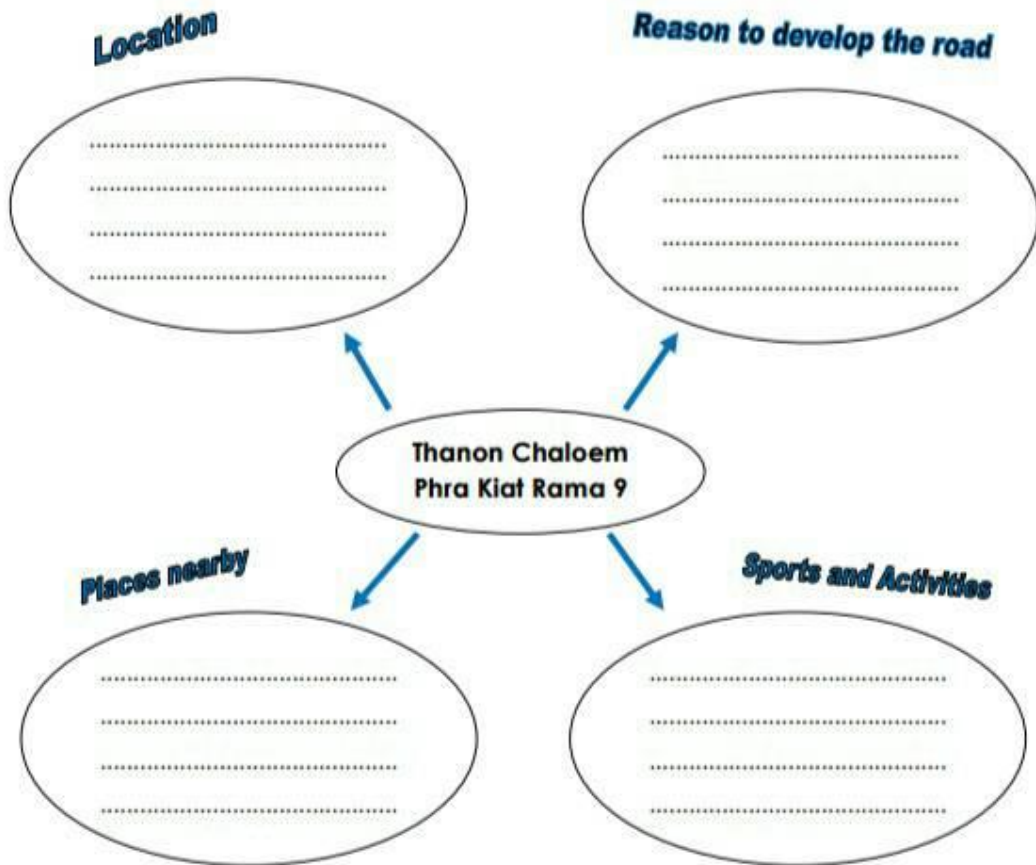 Location
Reason to develop the road
Thanon Chaloem
Phra Kiat Rama 9
Places nearby
Sports and Activities